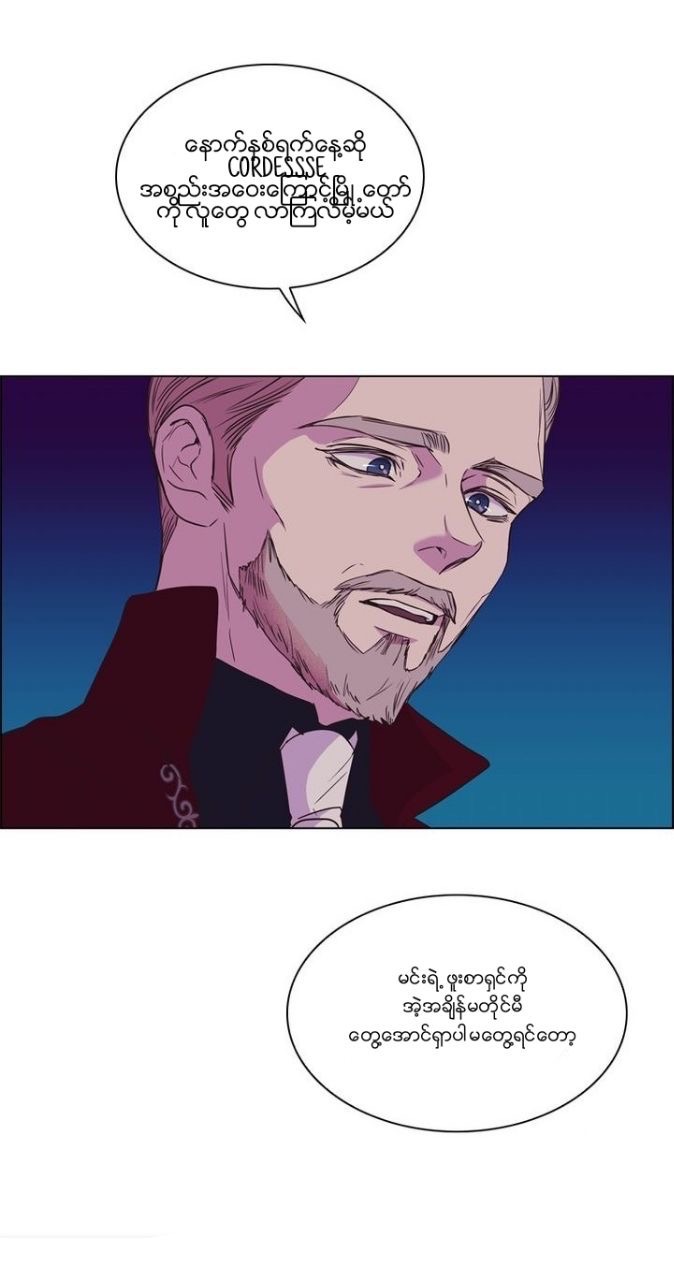 နောက်နှစ်ရက်နေ့ဆို
CORDESSSE
အစည်းအဝေးကြောင့်မြို့တော်
ကို လူတွေ လာကြလိမ့်မယ်
မင်းရဲ့ ဖူးစာရှင်ကို
အဲ့အချိန်မတိုင်မီ
တွေ့အောင်ရှာပါ မတွေ့ရင်တော့